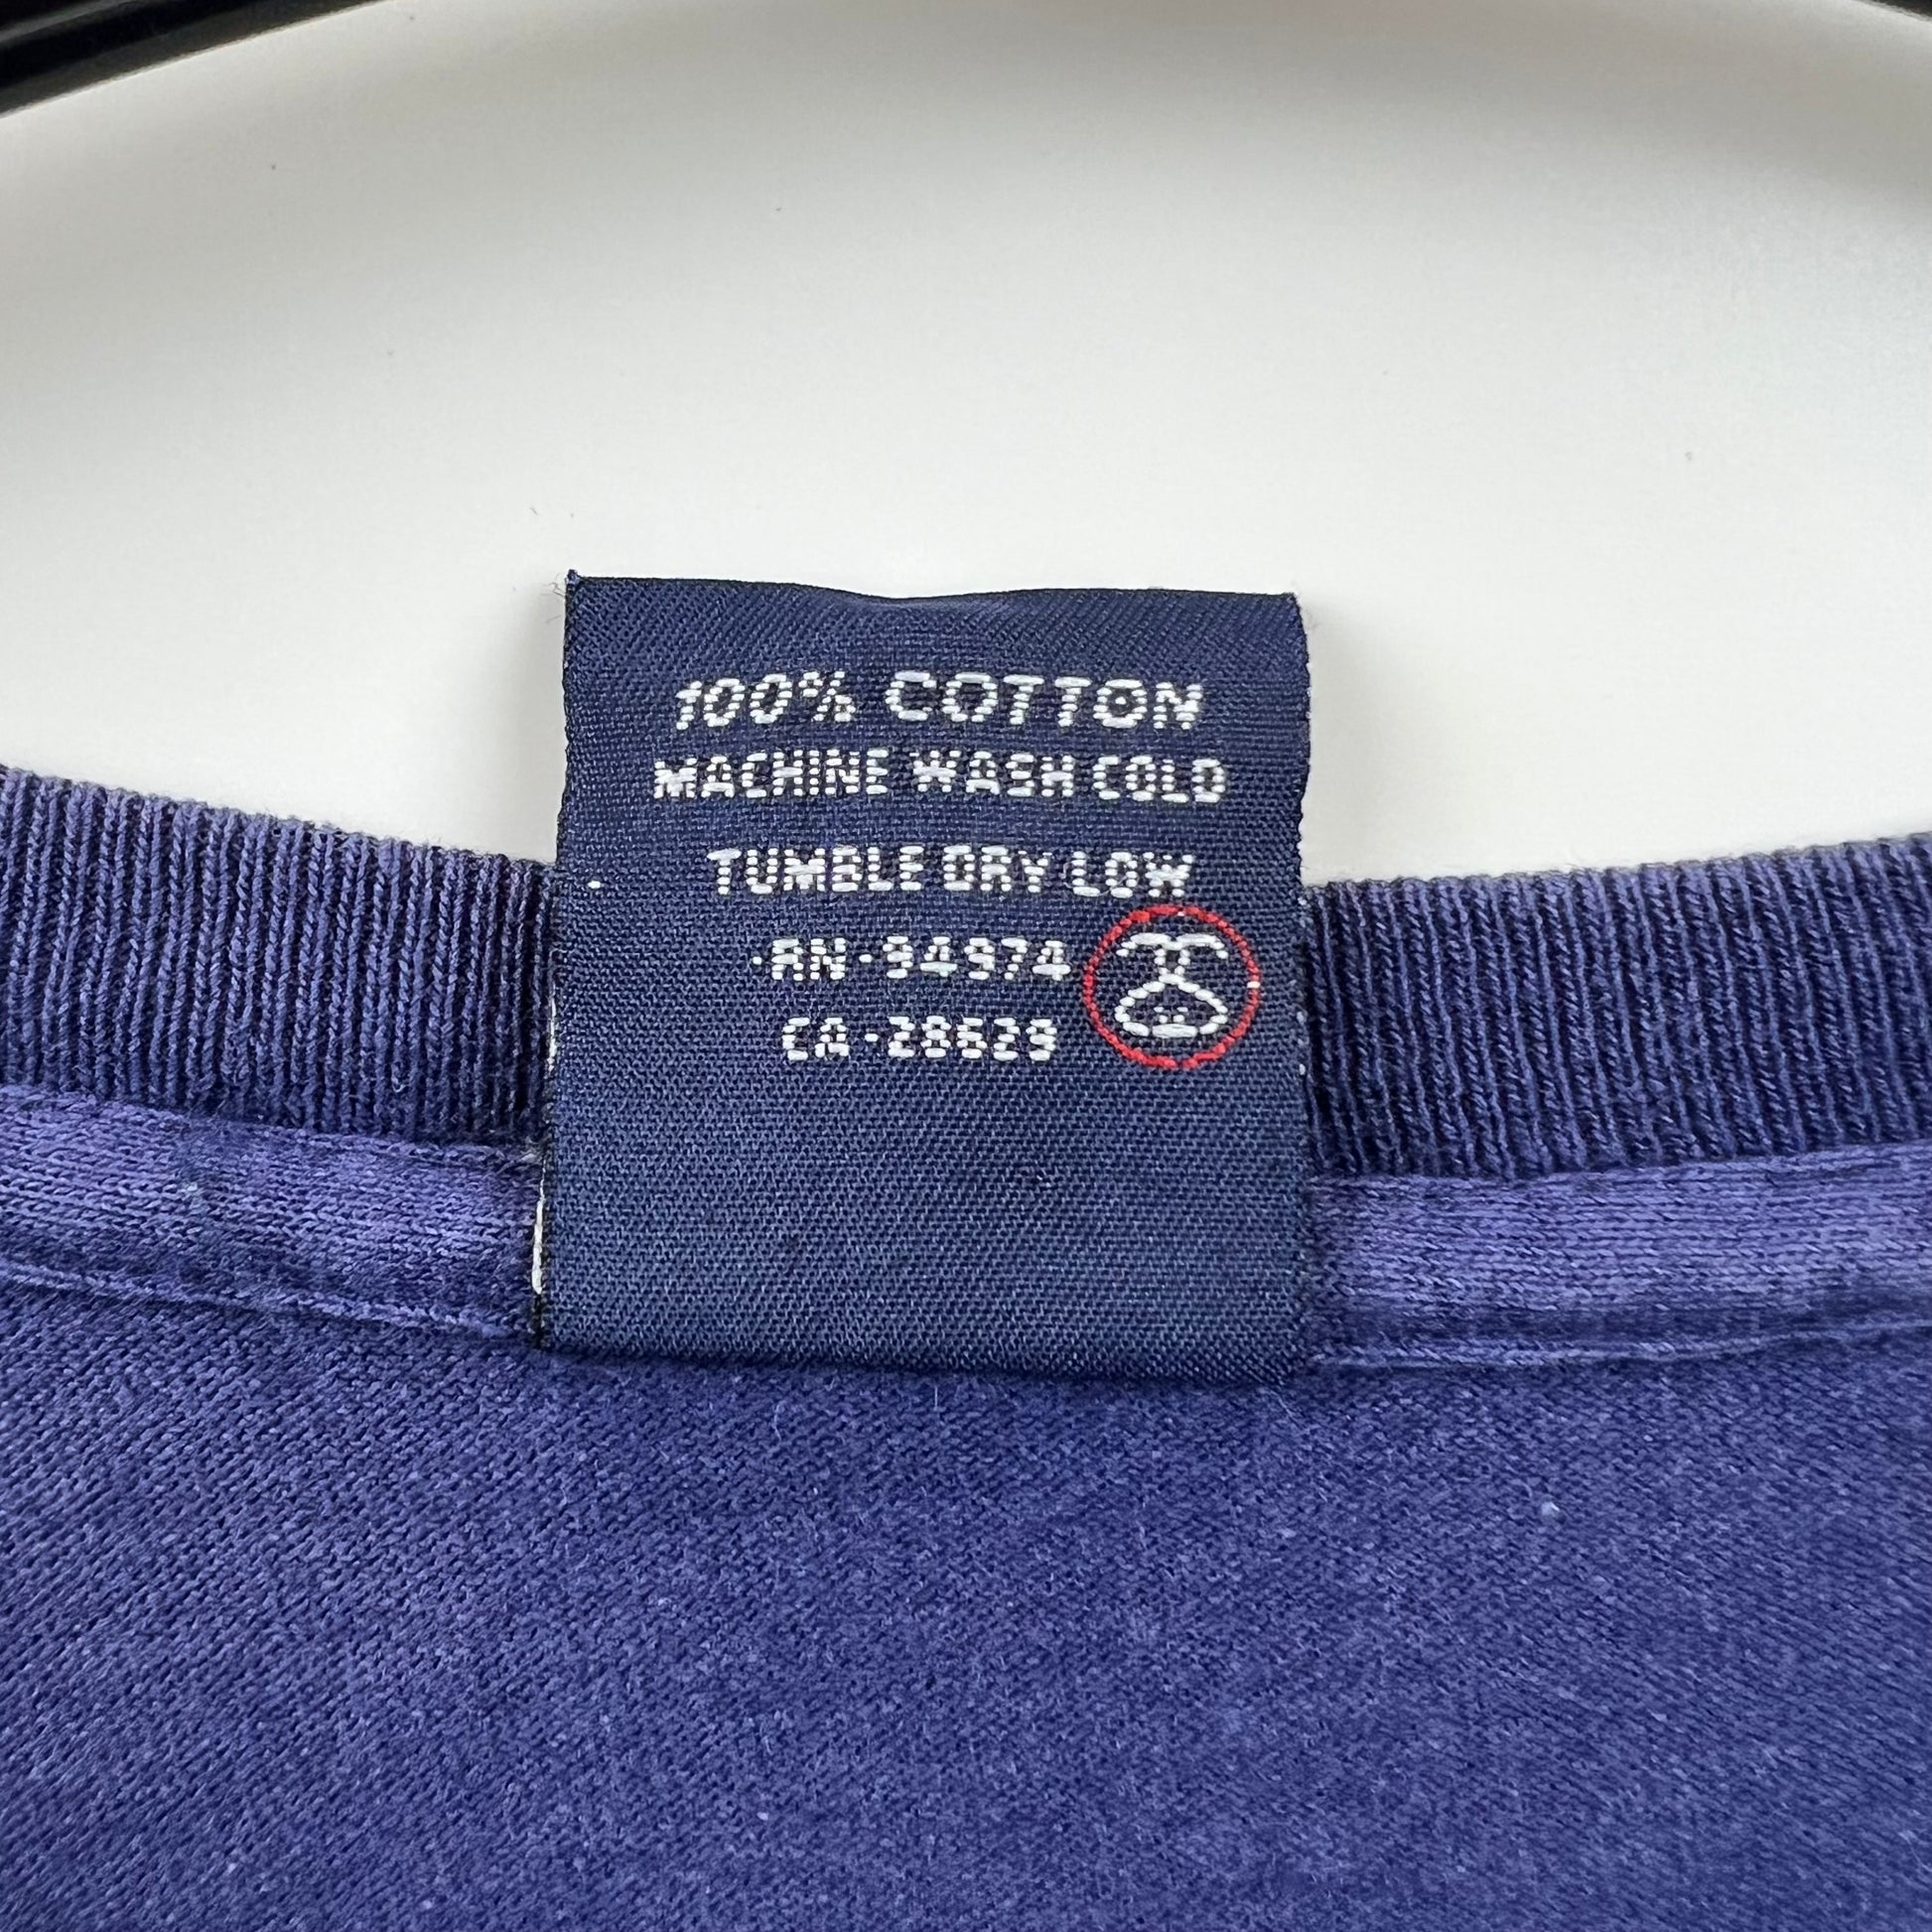 100% COTTON
MACHINE WASH COLD
TUMBLE DRY LOW
·RN-94974
CA-28629